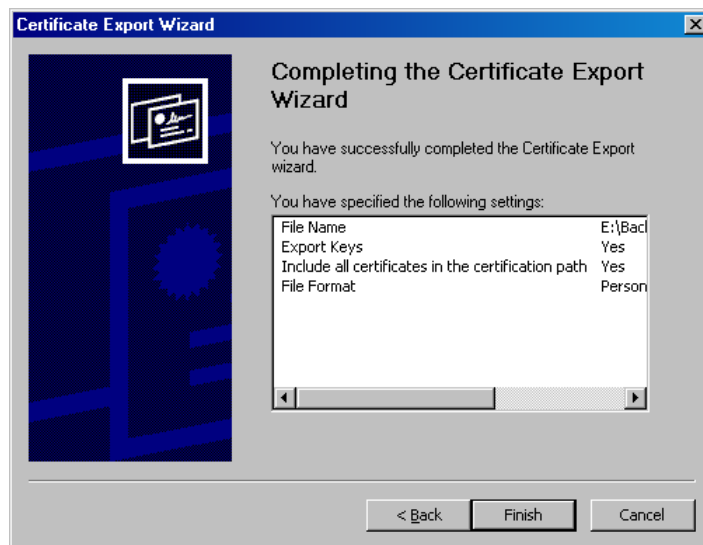 Certificate Export Wizard
Completing the Certificate Export
Wizard
You have successfully completed the Certificate Export
wizard.
You have specified the following settings:
File Name E:\Bacl
Export Keys Yes
Include all certificates in the certification path Yes
File Format Person
< Back Finish Cancel